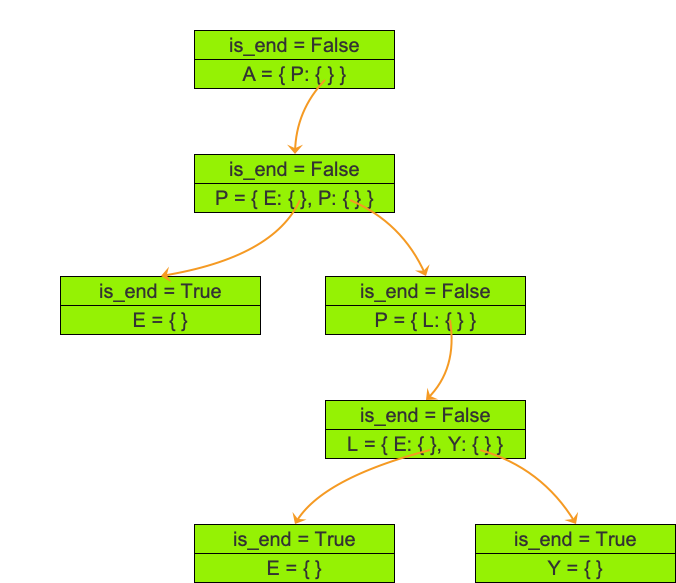 is_end = False
A = { P: { } }
is_end = False
P = { E: { }, P: { } }
is_end = True
E = { }
is_end = False
P = { L: { } }
is_end = False
L = { E: { }, Y: { } }
is_end = True
E = { }
is_end = True
Y = { }